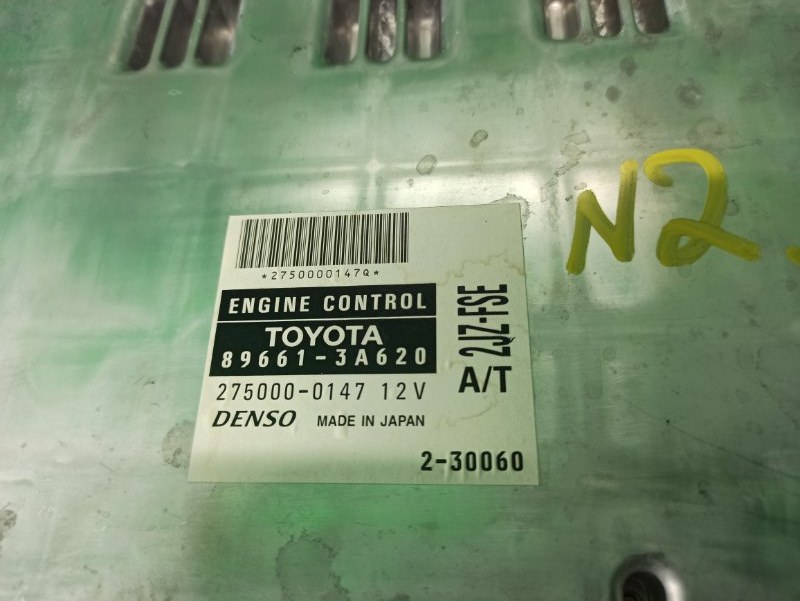 *2750000147Q*
ENGINE CONTROL
TOYOTA
89661-3A620
275000-0147 12V
DENSO MADE IN JAPAN
2JZ-FSE
A/T
2-30060
N2.